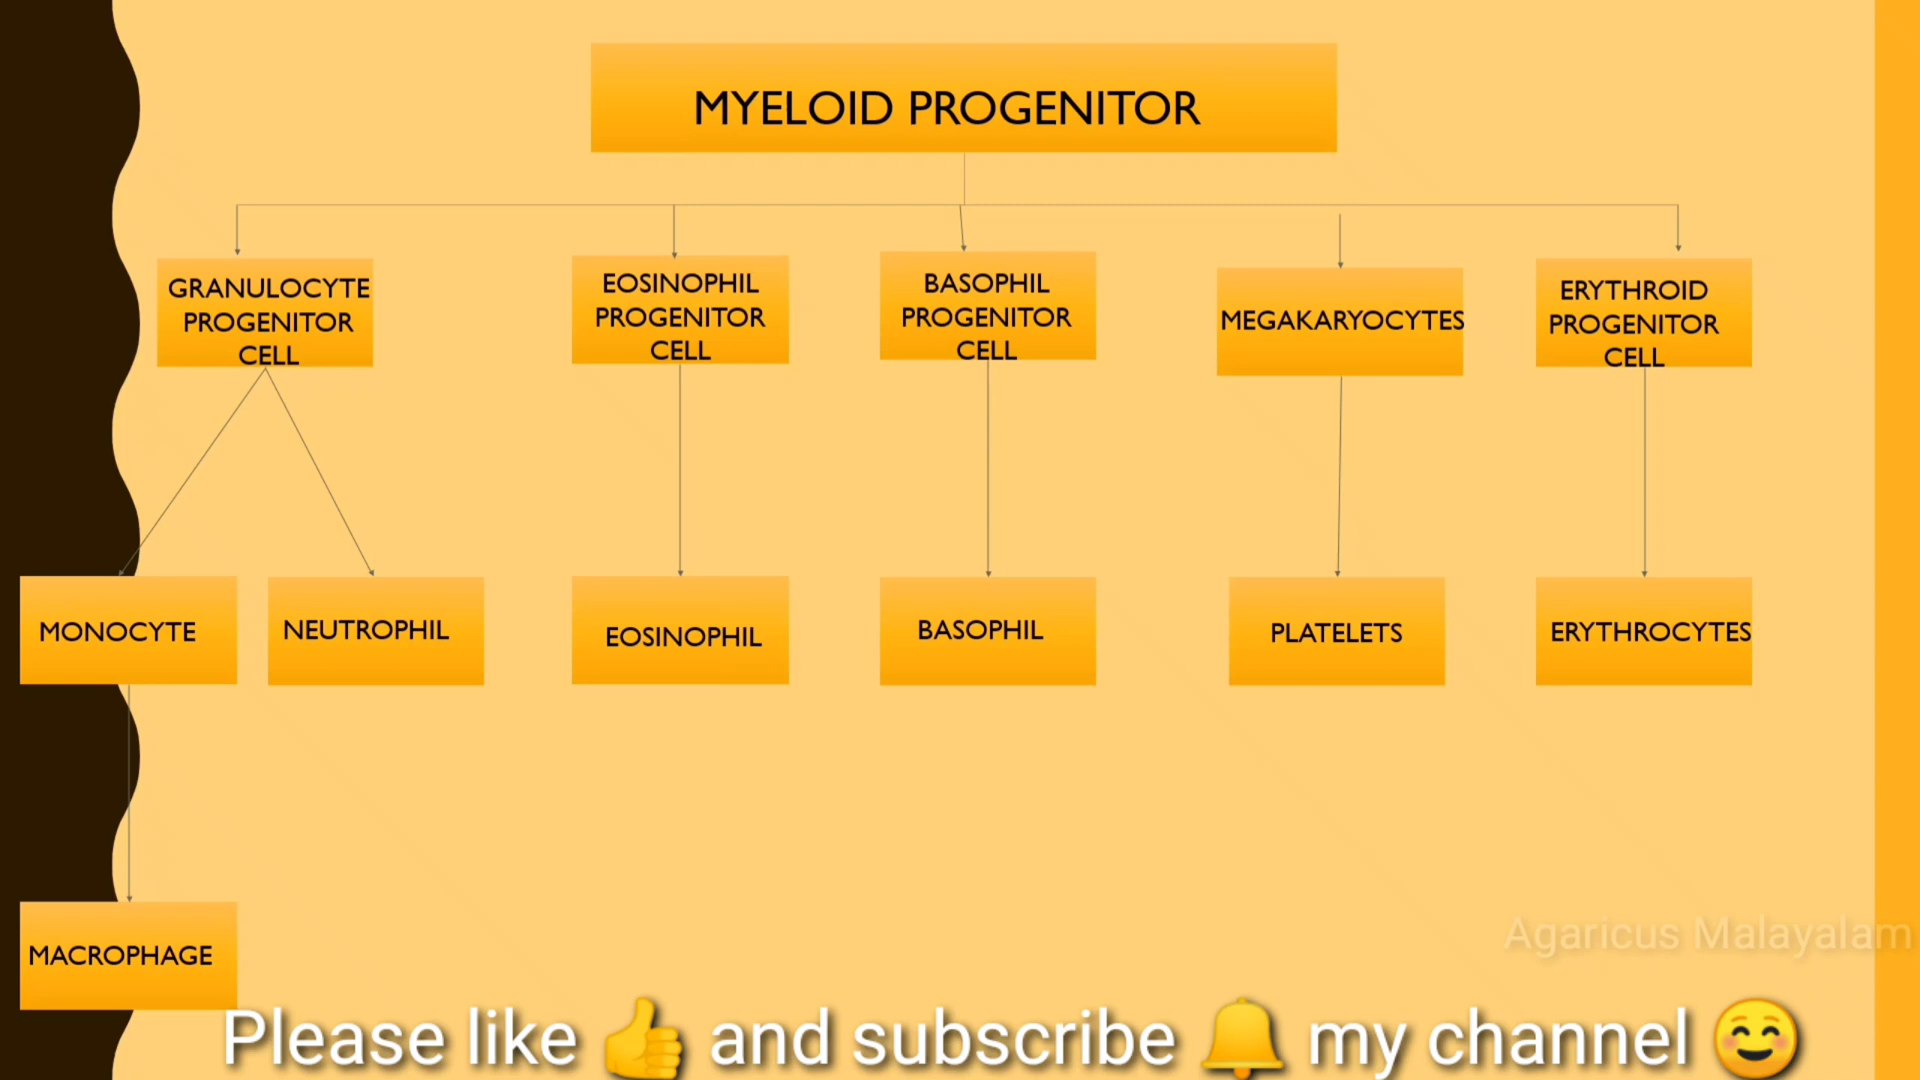 MYELOID PROGENITOR
GRANULOCYTE
PROGENITOR
CELL
EOSINOPHIL
PROGENITOR
CELL
BASOPHIL
PROGENITOR
CELL
MEGAKARYOCYTES
ERYTHROID
PROGENITOR
CELL
MONOCYTE
NEUTROPHIL
EOSINOPHIL
BASOPHIL
PLATELETS
ERYTHROCYTES
MACROPHAGE
Agaricus Malayalam
Please like 👍 and subscribe 🔔 my channel ☺️